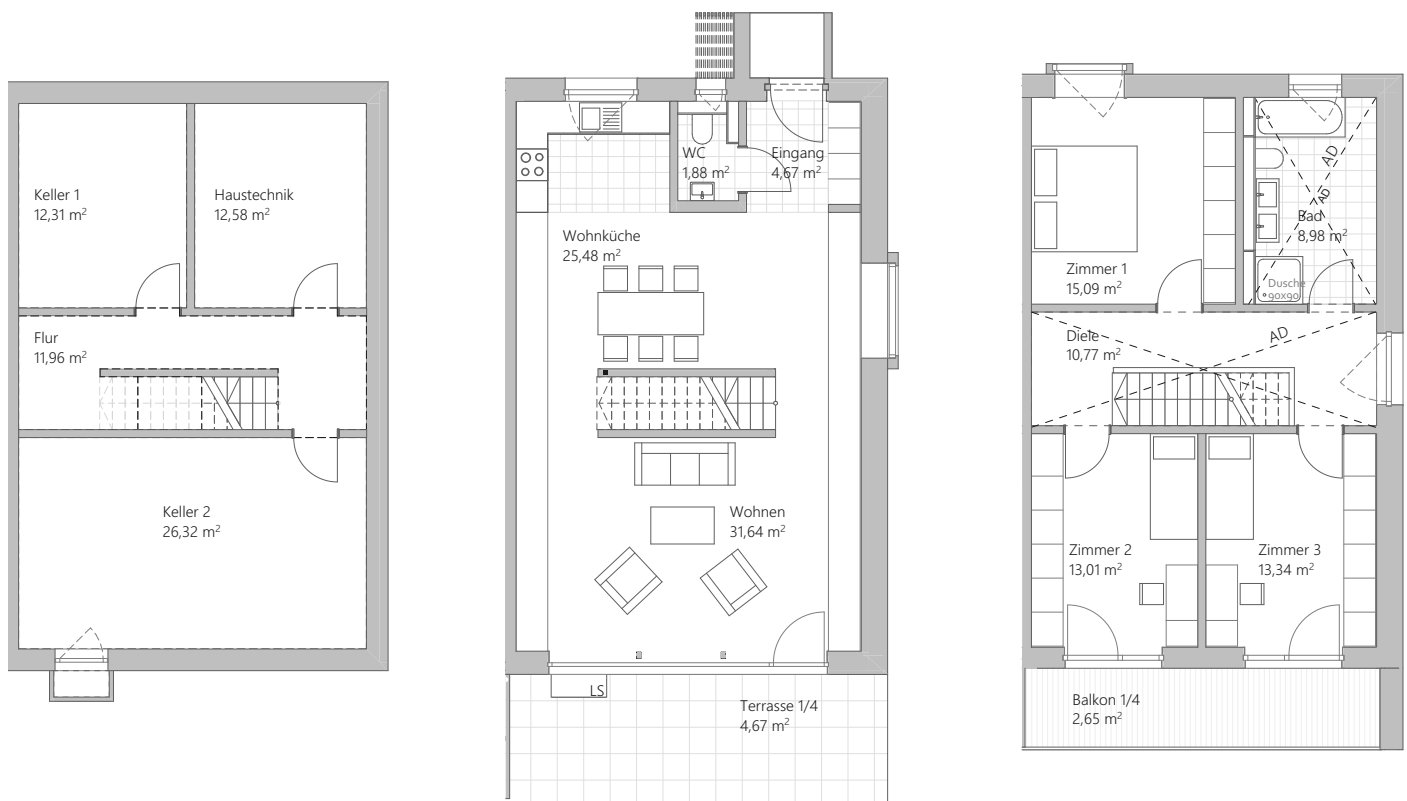 Keller 1
12,31 m²
Haustechnik
12,58 m²
Flur
11,96 m²
Keller 2
26,32 m²
WC
1,88 m²
Eingang
4,67 m²
Wohnküche
25,48 m²
Wohnen
31,64 m²
LS
Terrasse 1/4
4,67 m²
AD
AD
Bad
8,98 m²
Zimmer 1
15,09 m²
Dusche
90x90
Diele
10,77 m²
AD
Zimmer 2
13,01 m²
Zimmer 3
13,34 m²
Balkon 1/4
2,65 m²